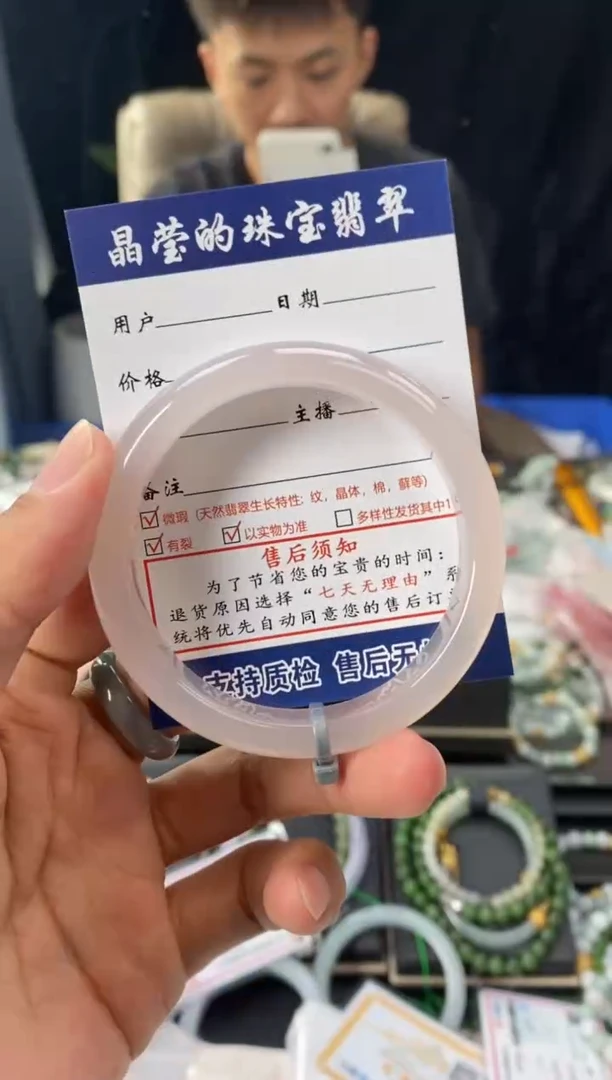 晶莹的珠宝翡翠
用户 日期
价格
主播
备注
微瑕（天然翡翠生长特性：纹，晶体，棉，藓等）
有裂 以实物为准 多样性发货其中1
售后须知
为了节省您的宝贵的时间：
退货原因选择“七天无理由” 系
统将优先自动同意您的售后订
支持质检 售后无